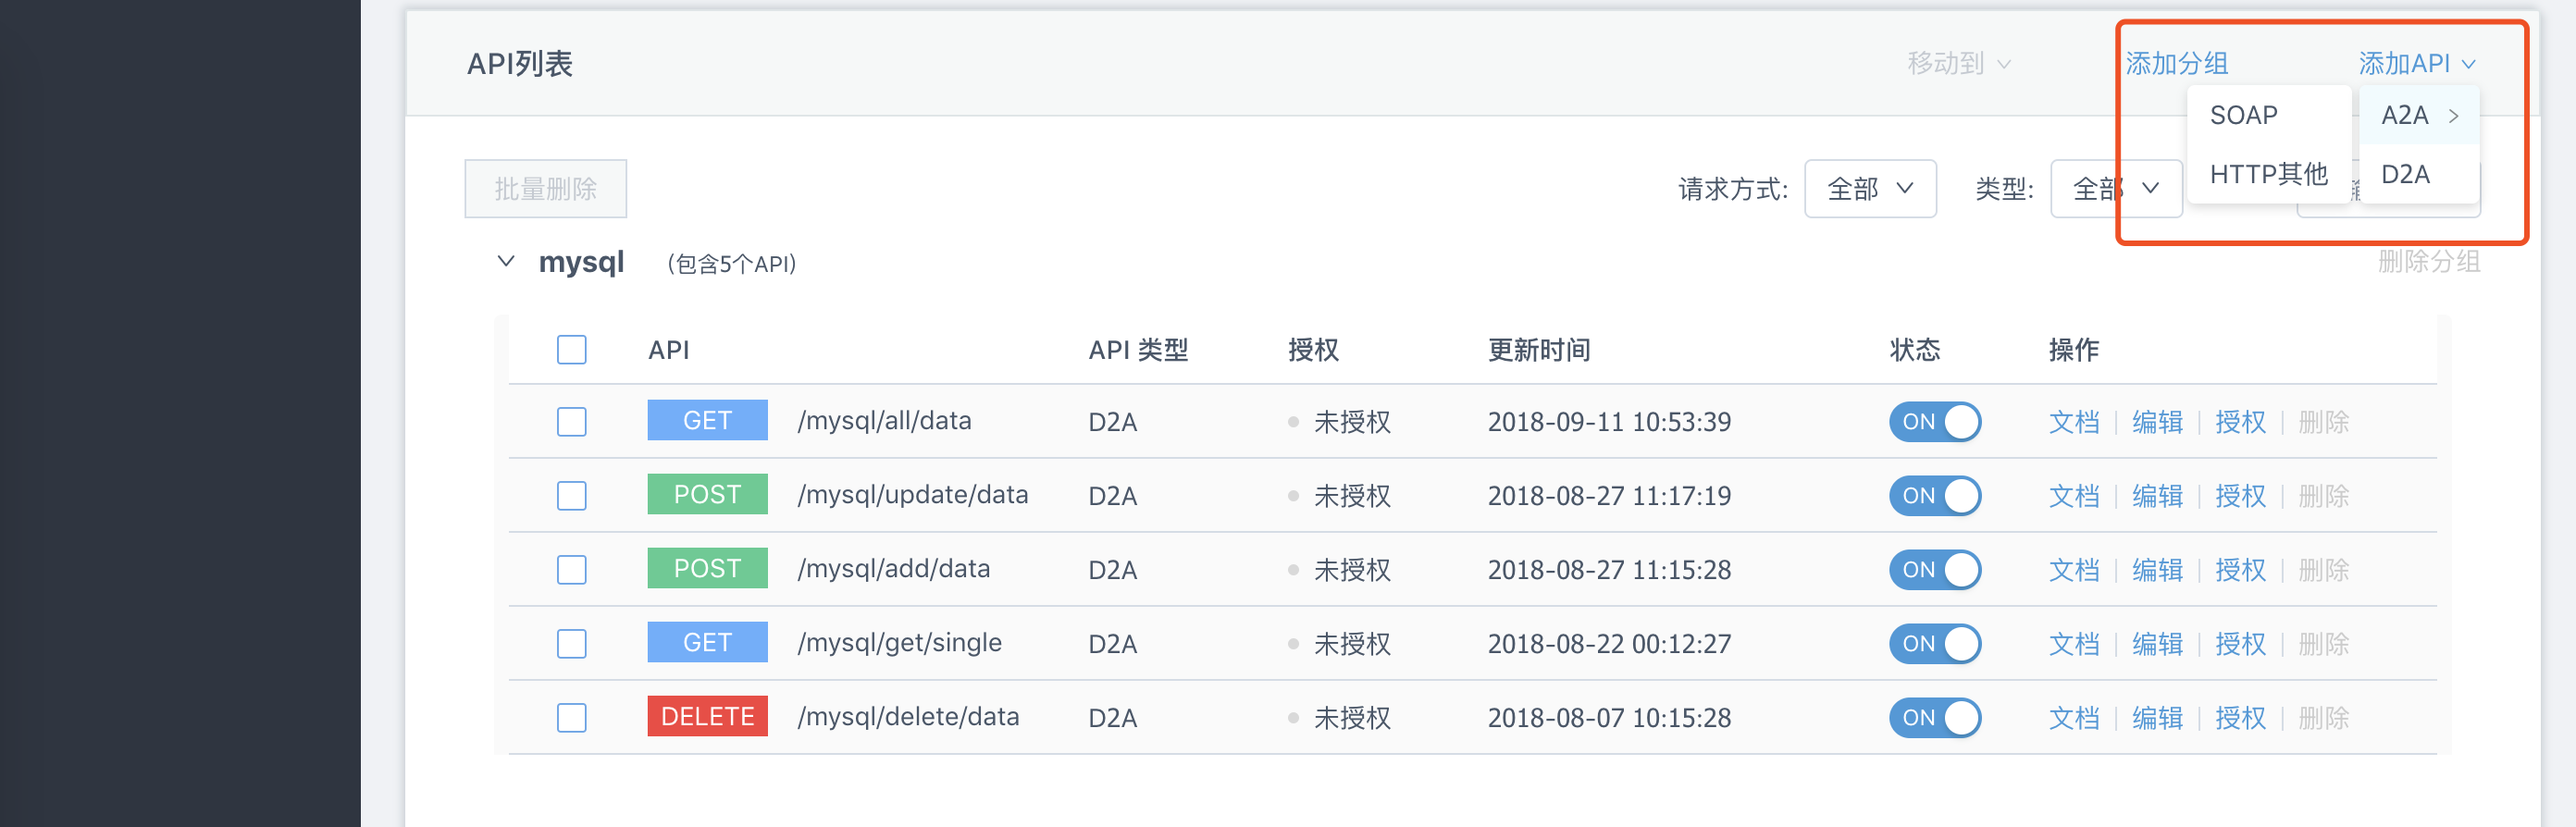 API列表 移动到 添加分组 添加API
SOAP A2A >
HTTP其他 D2A
批量删除 请求方式: 全部 类型: 全部
mysql (包含5个API) 删除分组
API API 类型 授权 更新时间 状态 操作
GET /mysql/all/data D2A 未授权 2018-09-11 10:53:39 ON 文档 | 编辑 | 授权 | 删除
POST /mysql/update/data D2A 未授权 2018-08-27 11:17:19 ON 文档 | 编辑 | 授权 | 删除
POST /mysql/add/data D2A 未授权 2018-08-27 11:15:28 ON 文档 | 编辑 | 授权 | 删除
GET /mysql/get/single D2A 未授权 2018-08-22 00:12:27 ON 文档 | 编辑 | 授权 | 删除
DELETE /mysql/delete/data D2A 未授权 2018-08-07 10:15:28 ON 文档 | 编辑 | 授权 | 删除